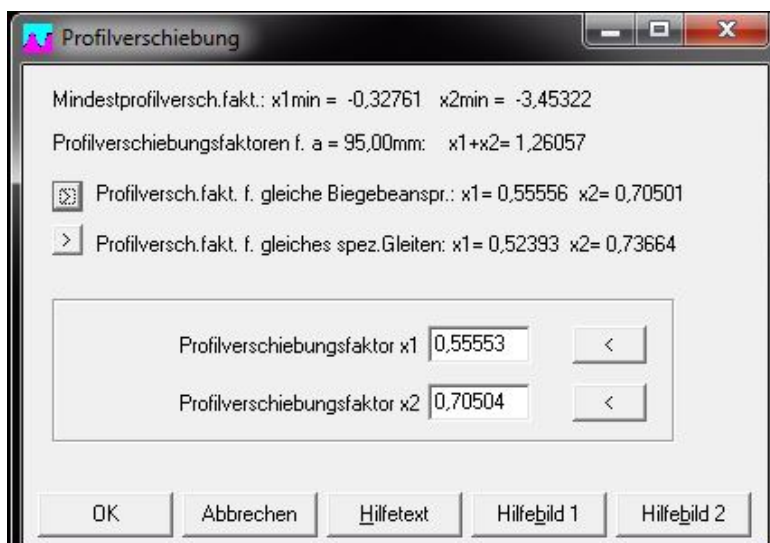 Profilverschiebung
Mindestprofilversch.fakt.: x1min = -0,32761 x2min = -3,45322
Profilverschiebungsfaktoren f. a = 95,00mm: x1+x2= 1,26057
> Profilversch.fakt. f. gleiche Biegebeanspr.: x1= 0,55556 x2= 0,70501
> Profilversch.fakt. f. gleiches spez.Gleiten: x1= 0,52393 x2= 0,73664
Profilverschiebungsfaktor x1 0,55553 <
Profilverschiebungsfaktor x2 0,70504 <
OK Abbrechen Hilfetext Hilfebild 1 Hilfebild 2